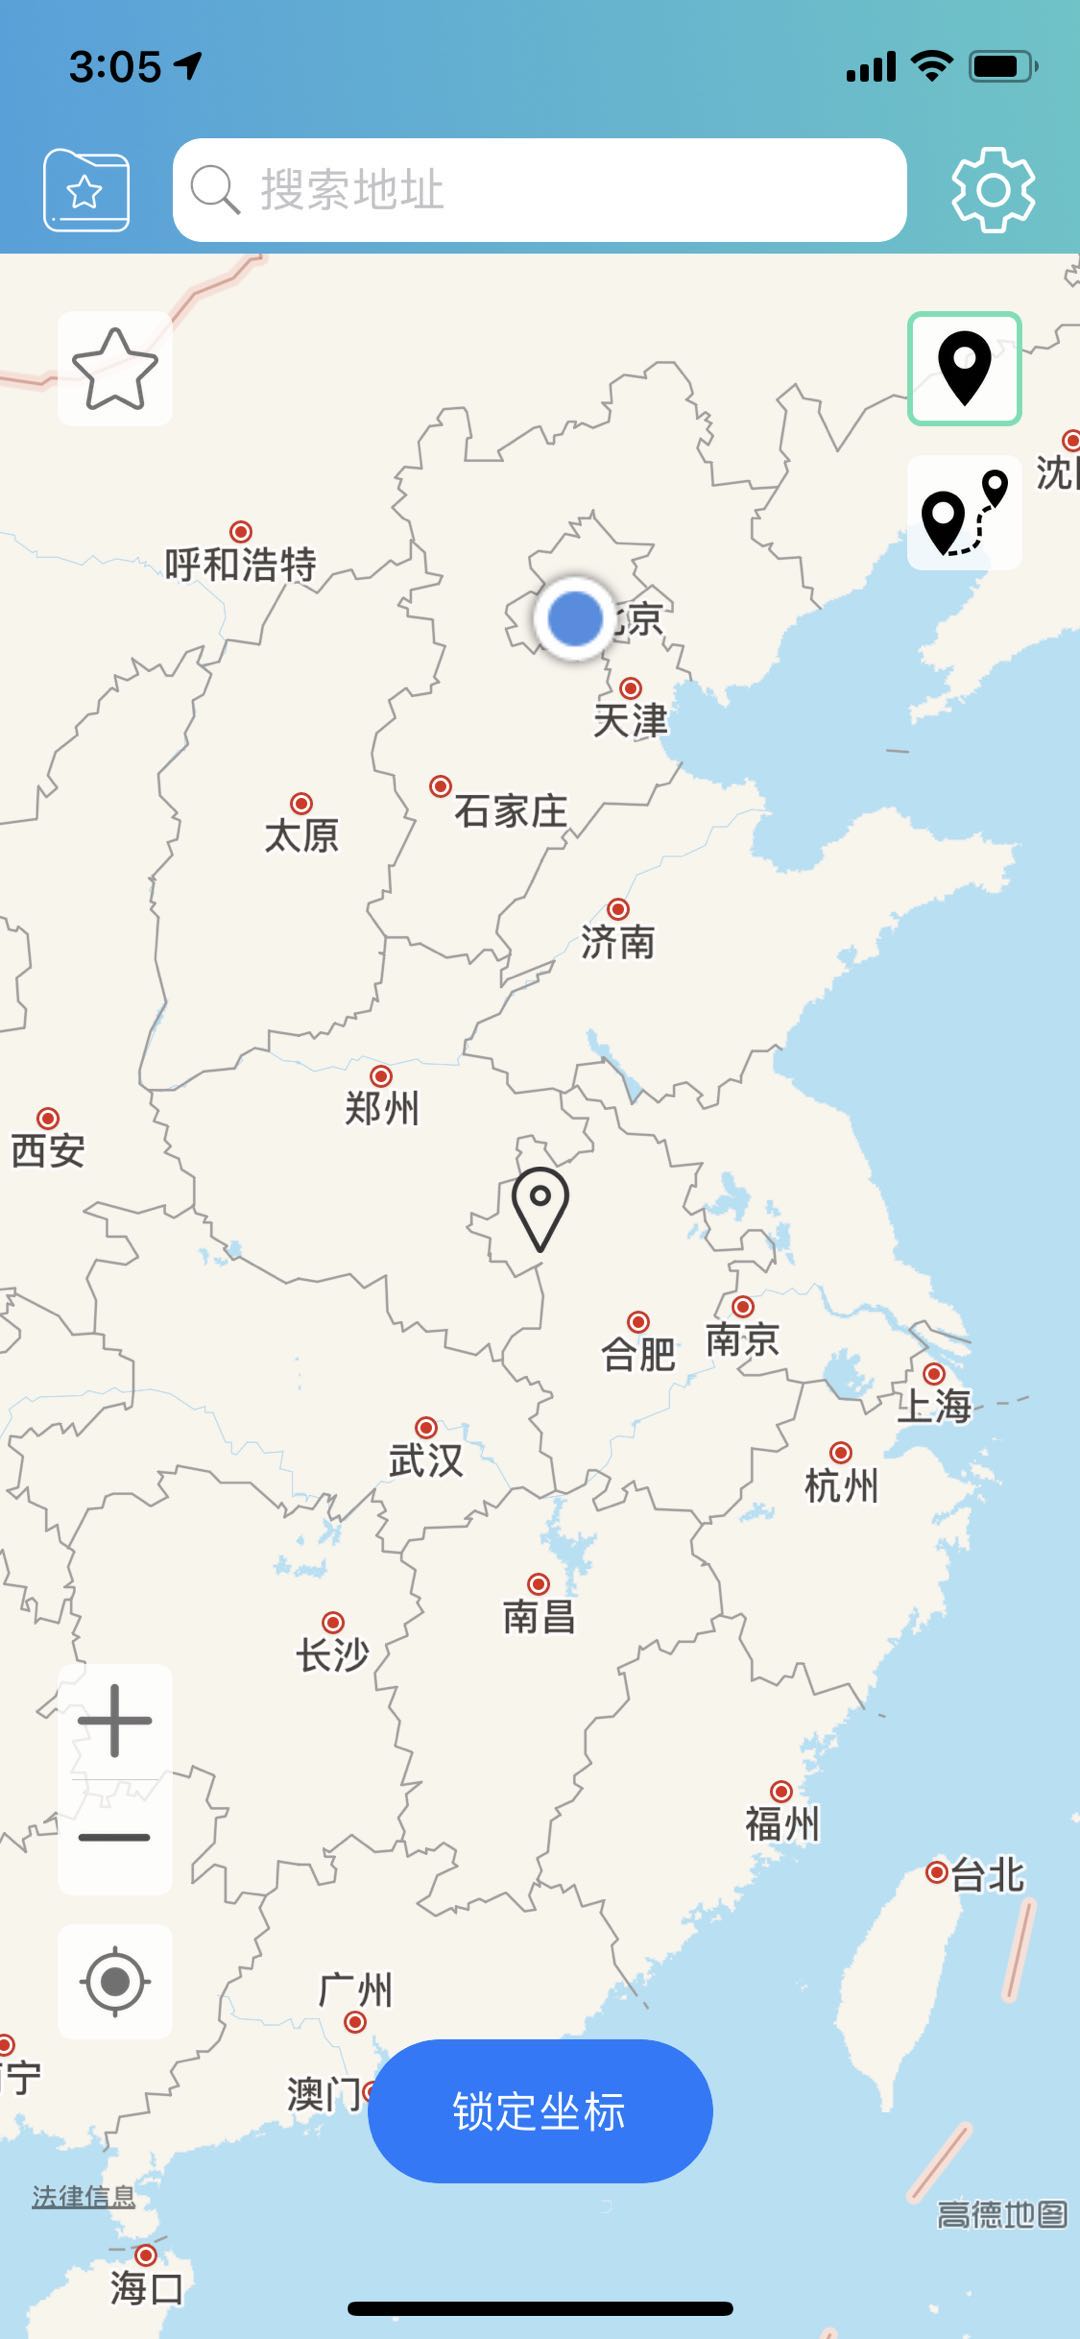 3:05
搜索地址
沈
呼和浩特
京
天津
石家庄
太原
济南
郑州
西安
合肥
南京
上海
武汉
杭州
南昌
长沙
福州
台北
广州
宁
澳门
锁定坐标
法律信息
高德地图
海口